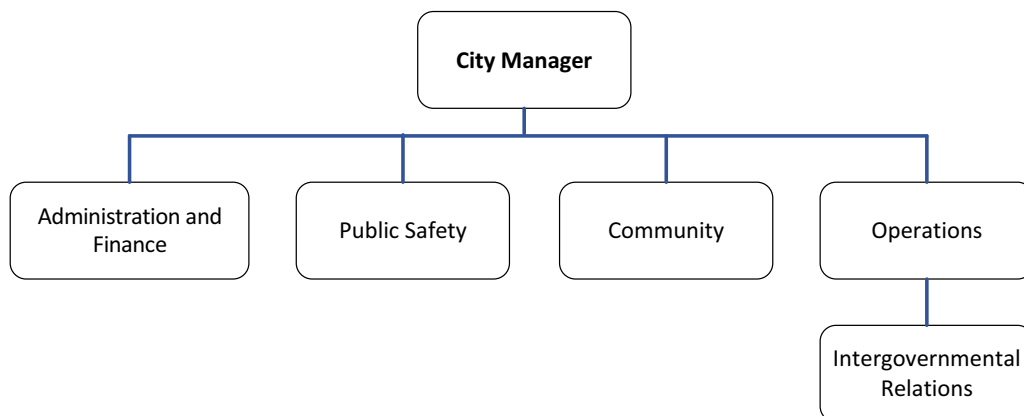 City Manager
Administration and
Finance
Public Safety
Community
Operations
Intergovernmental
Relations